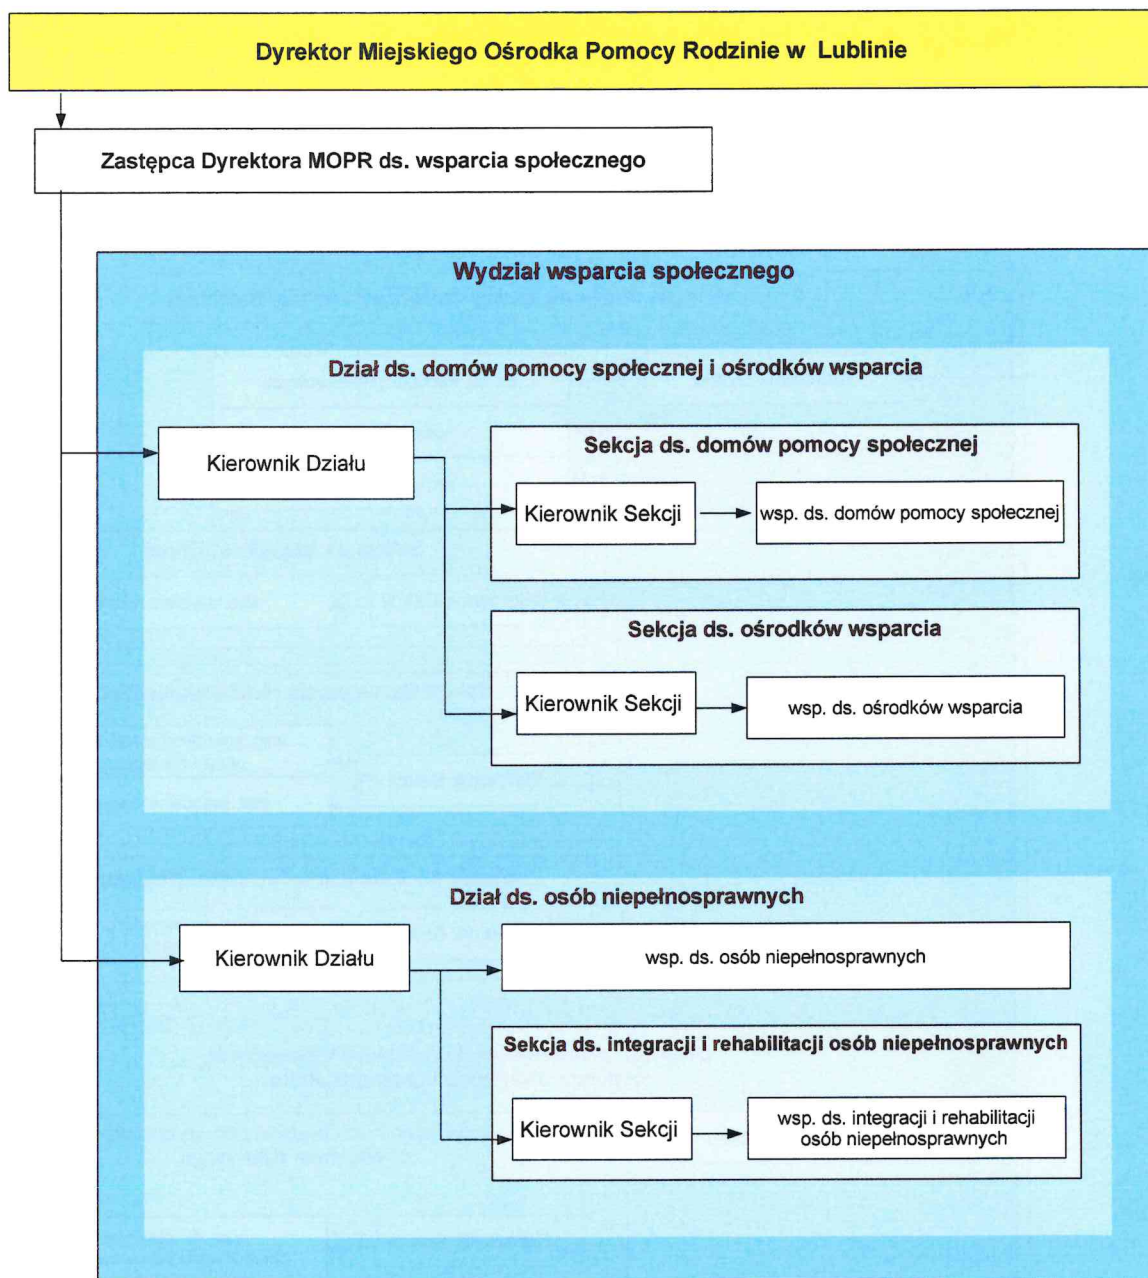 Dyrektor Miejskiego Ośrodka Pomocy Rodzinie w Lublinie
Zastępca Dyrektora MOPR ds. wsparcia społecznego
Wydział wsparcia społecznego
Dział ds. domów pomocy społecznej i ośrodków wsparcia
Kierownik Działu
Sekcja ds. domów pomocy społecznej
Kierownik Sekcji
wsp. ds. domów pomocy społecznej
Sekcja ds. ośrodków wsparcia
Kierownik Sekcji
wsp. ds. ośrodków wsparcia
Dział ds. osób niepełnosprawnych
Kierownik Działu
wsp. ds. osób niepełnosprawnych
Sekcja ds. integracji i rehabilitacji osób niepełnosprawnych
Kierownik Sekcji
wsp. ds. integracji i rehabilitacji
osób niepełnosprawnych